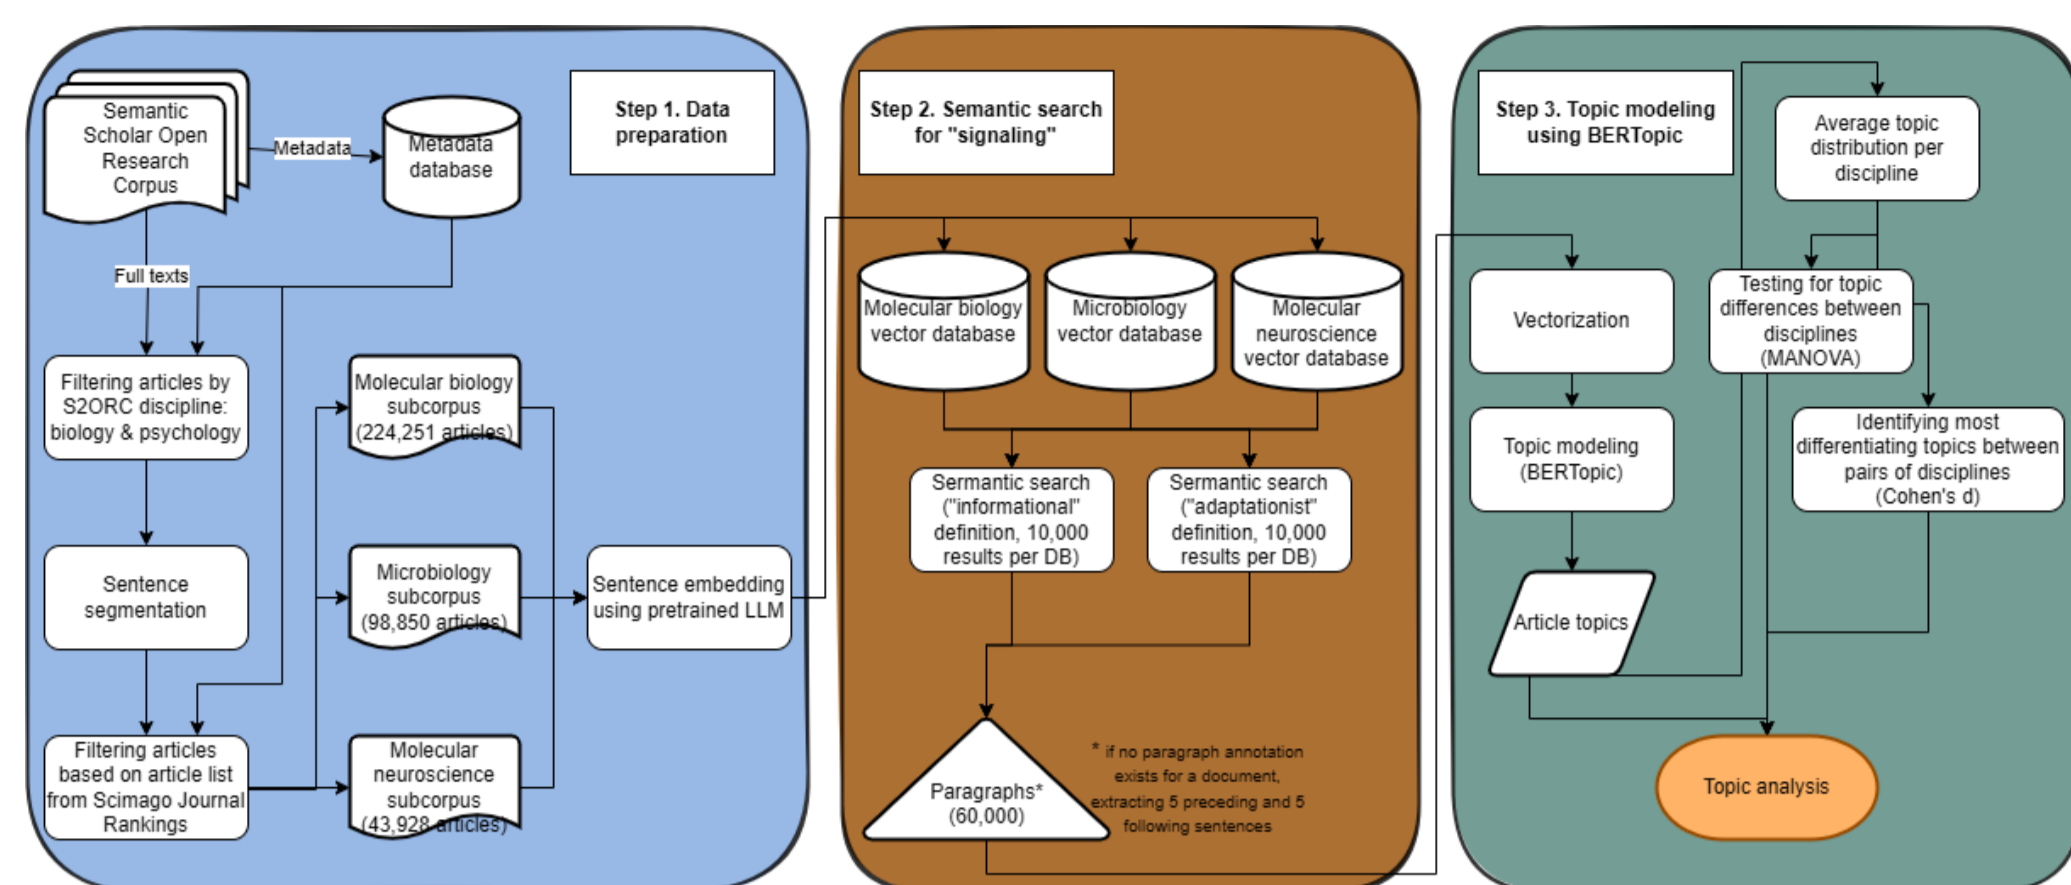 Semantic
Scholar Open
Research
Corpus
Metadata
Metadata
database
Step 1. Data
preparation
Full texts
Filtering articles by
S2ORC discipline:
biology & psychology
Sentence
segmentation
Filtering articles
based on article list
from Scimago Journal
Rankings
Molecular biology
subcorpus
(224,251 articles)
Microbiology
subcorpus
(98,850 articles)
Molecular
neuroscience
subcorpus
(43,928 articles)
Sentence embedding
using pretrained LLM
Step 2. Semantic search
for "signaling"
Molecular biology
vector database
Microbiology
vector database
Molecular
neuroscience
vector database
Sermantic search
("informational"
definition, 10,000
results per DB)
Sermantic search
("adaptationist"
definition, 10,000
results per DB)
Paragraphs*
(60,000)
* if no paragraph annotation
exists for a document,
extracting 5 preceding and 5
following sentences
Step 3. Topic modeling
using BERTopic
Vectorization
Topic modeling
(BERTopic)
Article topics
Average topic
distribution per
discipline
Testing for topic
differences between
disciplines
(MANOVA)
Identifying most
differentiating topics between
pairs of disciplines
(Cohen's d)
Topic analysis